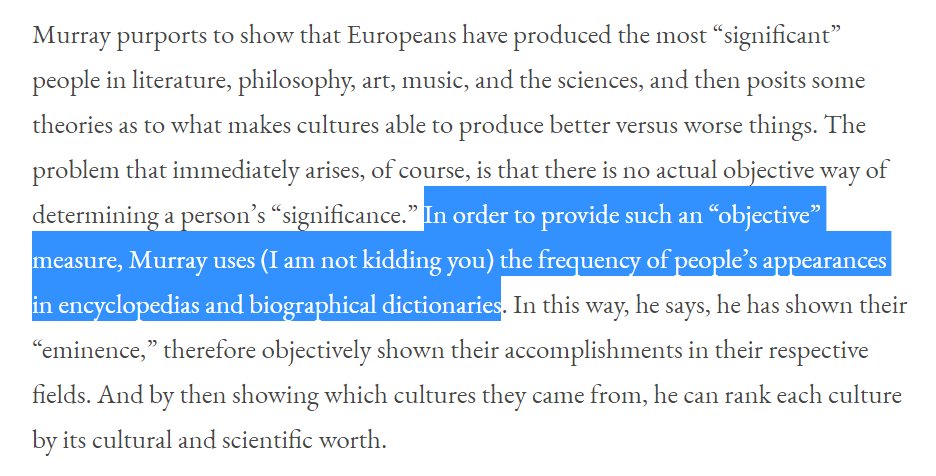 Murray purports to show that Europeans have produced the most “significant”
people in literature, philosophy, art, music, and the sciences, and then posits some
theories as to what makes cultures able to produce better versus worse things. The
problem that immediately arises, of course, is that there is no actual objective way of
determining a person’s “significance.” In order to provide such an “objective”
measure, Murray uses (I am not kidding you) the frequency of people’s appearances
in encyclopedias and biographical dictionaries. In this way, he says, he has shown their
“eminence,” therefore objectively shown their accomplishments in their respective
fields. And by then showing which cultures they came from, he can rank each culture
by its cultural and scientific worth.